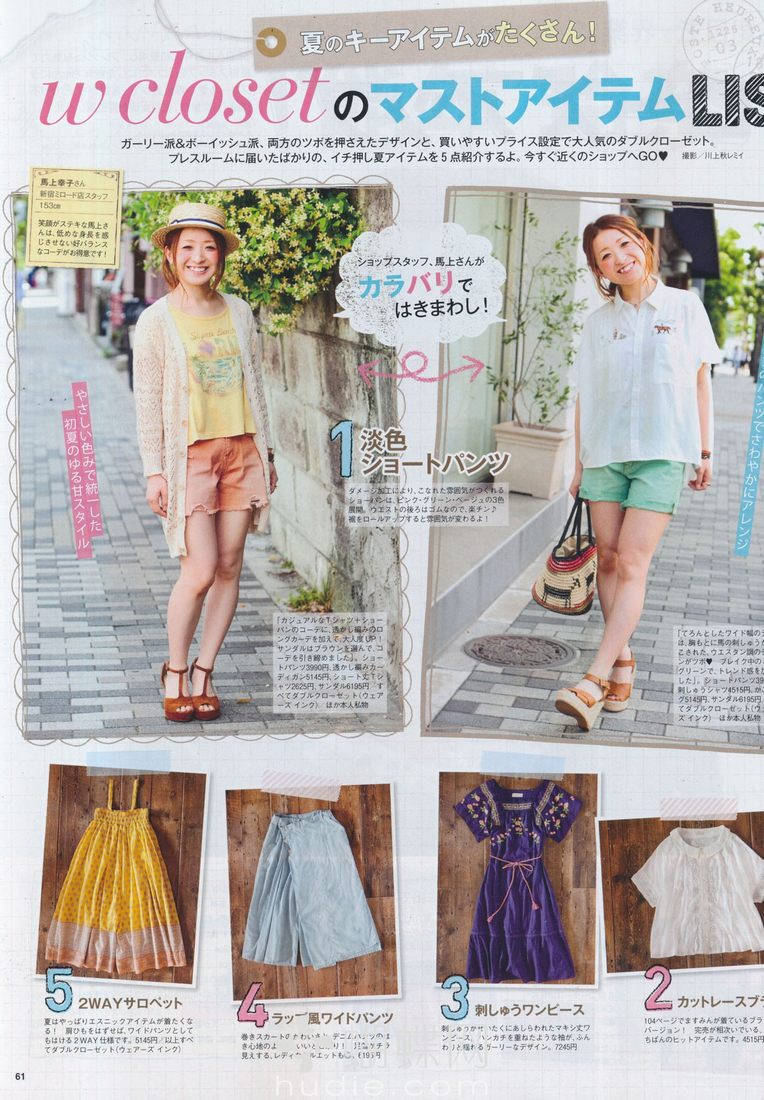 夏のキーアイテムがたくさん!
w closetのマストアイテムLIS
ガーリー派&ボーイッシュ派、両方のツボを押さえたデザインと、買いやすいプライス設定で大人気のダブルクローゼット。
プレスルームに届いたばかりの、イチ押し夏アイテムを5点紹介するよ。今すぐ近くのショップへGO♥
撮影/川上秋レミイ
馬上幸子さん
新宿ミロード店スタッフ
153cm
笑顔がステキな馬上さ
んは、低めな身長を感
じさせない好バランス
なコーデがお得意です!
ショップスタッフ、馬上さんが
カラバリで
はきまわし!
やさしい色みで統一した
初夏のゆる甘スタイル
のパンツでさわやかにアレンジ
1 淡色
ショートパンツ
ダメージ加工により、こなれた雰囲気がつくれる
ショーパンは、ピンク・グリーン・ベージュの3色
展開。ウエストの後ろはゴムなので、楽チン♪
裾をロールアップすると雰囲気が変わるよ!
「カジュアルなTシャツ+ショー
パンのコーデに、透かし編みのロ
ングカーデを加えて、大人度UP!
サンダルはブラウンを選んで、コ
ーデを引き締めました」。ショー
トパンツ3990円、透かし編みカー
ディガン5145円、ショート丈Tシ
ャツ2625円、サンダル6195円/す
べてダブルクローゼット(ウェアー
ズ インク) ほか本人私物
「てろんとしたワイド幅の
は、胸もとに馬の刺しゅう
こされた、ウエスタン調の
ンがツボ♥ ブレイク中の
グリーンで、トレンド感を
した」。ショートパンツ39
刺しゅうシャツ4515円、か
グ5145円、サンダル6195円
てダブルクローゼット(ウ
ズ インク) ほか本人私物
5 2WAYサロペット
夏はやっぱりエスニックアイテムが着たくなる
! 肩ひもをはずせば、ワイドパンツとして
もはける2WAY仕様です。5145円/以上すべ
てダブルクローゼット(ウェアーズ インク)
4 ラップ風ワイドパンツ
巻きスカート
き心地の
見える、レディ
6195円
3 刺しゅうワンピース
刺しゅうが
たくにあしらわれたマキシ丈ワ
ンピース。ハンカチを重ねたような袖が、ふん
わりと揺れるガーリーなデザイン。7245円
2 カットレースブラ
104ページでますみんが着ているブラ
バージョン! 完売が相次いでいる、
ちばんのヒットアイテムです。4515円
61
nudie.com